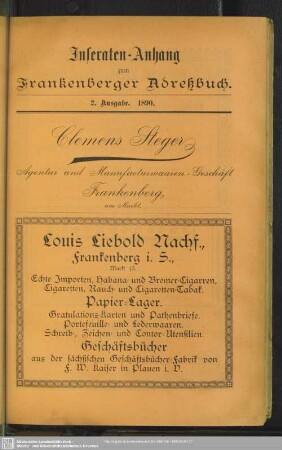 Inseraten-Anhang
zum
Frankenberger Adreßbuch.
2. Ausgabe. 1890.
Clemens Steger
Agentur und Manufacturwaaren-Geschäft
Frankenberg,
am Markt.
Louis Liebold Nachf.,
Frankenberg i. S.,
Markt
Echte Importen, Habana- und Bremer-Cigarren,
Cigaretten, Rauch- und Cigaretten-Tabak.
Papier-Lager.
Gratulations-Karten und Pathenbriefe.
Portefeuille- und Lederwaaren.
Schreib-, Zeichen- und Contor-Utensilien.
Geschäftsbücher
aus der sächsischen Geschäftsbücher-Fabrik von
F. W. Kaiser in Plauen i. V.